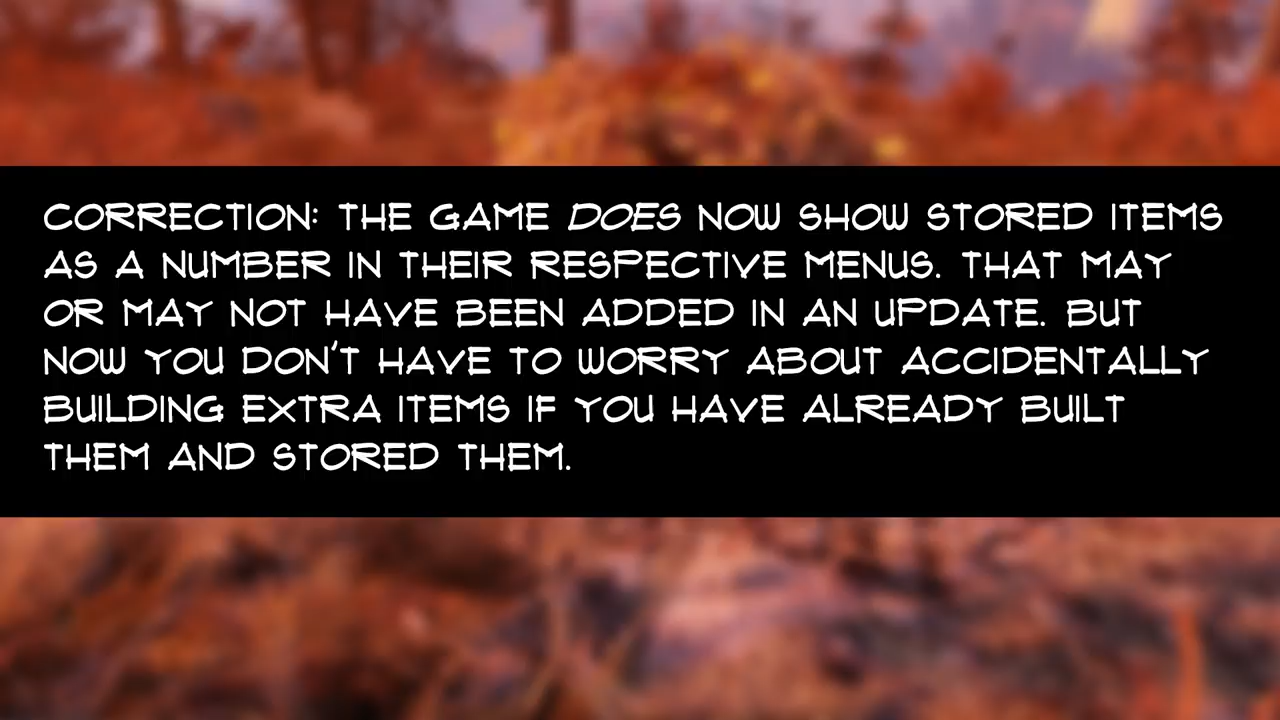 CORRECTION: THE GAME DOES NOW SHOW STORED ITEMS
AS A NUMBER IN THEIR RESPECTIVE MENUS. THAT MAY
OR MAY NOT HAVE BEEN ADDED IN AN UPDATE. BUT
NOW YOU DON'T HAVE TO WORRY ABOUT ACCIDENTALLY
BUILDING EXTRA ITEMS IF YOU HAVE ALREADY BUILT
THEM AND STORED THEM.